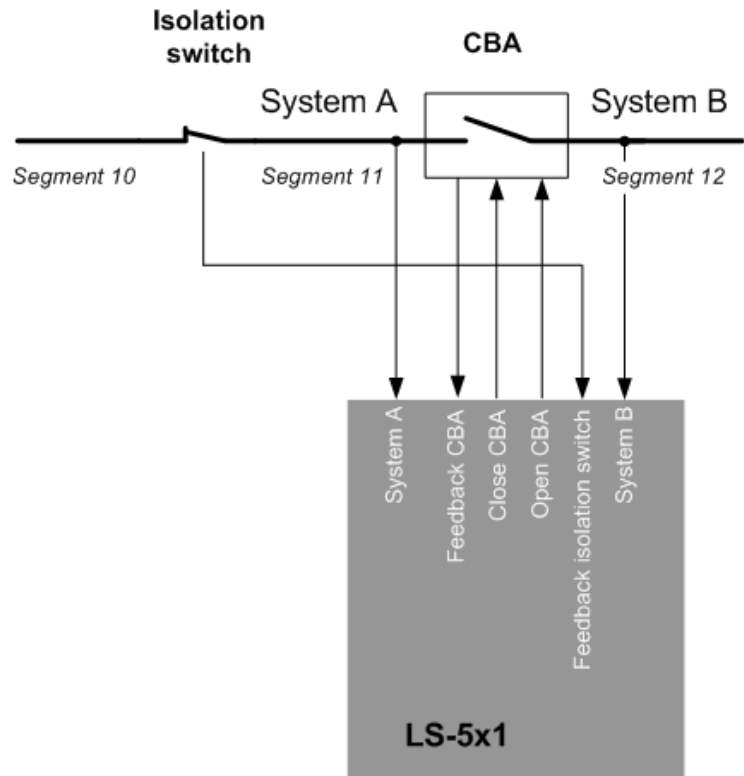 Isolation
switch
CBA
System A
System B
Segment 10
Segment 11
Segment 12
System A
Feedback CBA
Close CBA
Open CBA
Feedback isolation switch
System B
LS-5x1